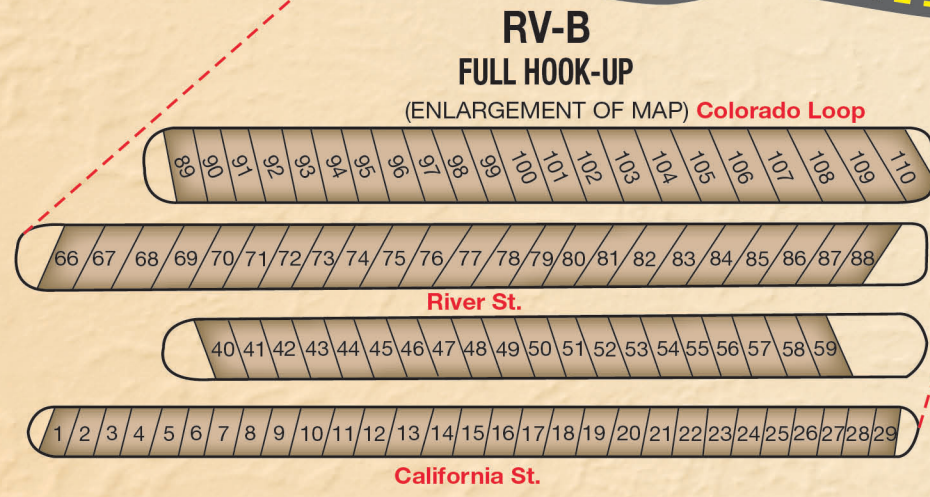 RV-B
FULL HOOK-UP
(ENLARGEMENT OF MAP) Colorado Loop
89 90 91 92 93 94 95 96 97 98 99 100 101 102 103 104 105 106 107 108 109 110
66 67 68 69 70 71 72 73 74 75 76 77 78 79 80 81 82 83 84 85 86 87 88
River St.
40 41 42 43 44 45 46 47 48 49 50 51 52 53 54 55 56 57 58 59
1 2 3 4 5 6 7 8 9 10 11 12 13 14 15 16 17 18 19 20 21 22 23 24 25 26 27 28 29
California St.